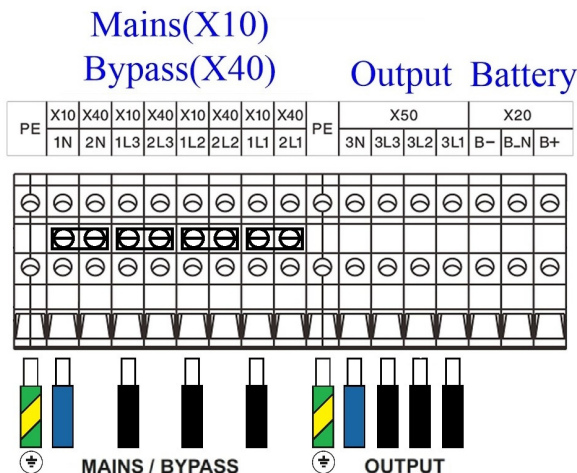 Mains(X10)
Bypass(X40)
Output Battery
PE X10 X40 X10 X40 X10 X40 X10 X40 PE X50 X20
1N 2N 1L3 2L3 1L2 2L2 1L1 2L1 3N 3L3 3L2 3L1 B- B_N B+
MAINS / BYPASS OUTPUT